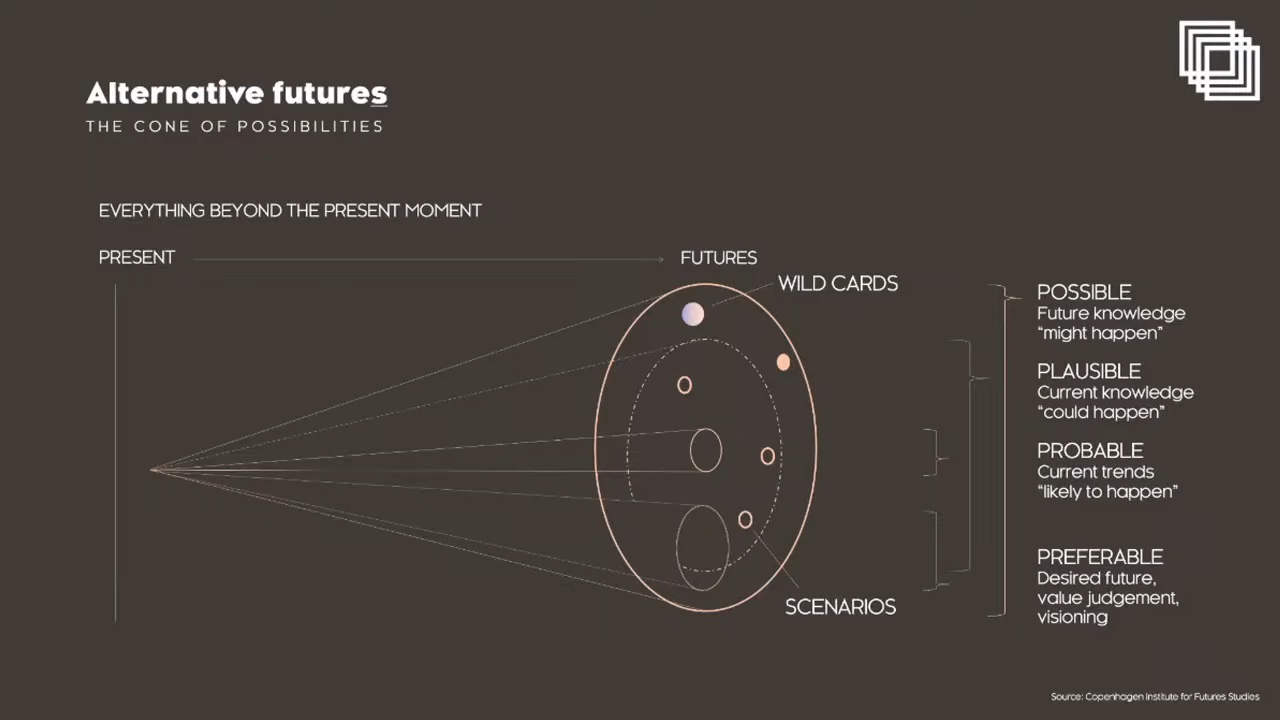 Alternative futures
THE CONE OF POSSIBILITIES
EVERYTHING BEYOND THE PRESENT MOMENT
PRESENT
FUTURES
WILD CARDS
SCENARIOS
POSSIBLE
Future knowledge
“might happen”
PLAUSIBLE
Current knowledge
“could happen”
PROBABLE
Current trends
“likely to happen”
PREFERABLE
Desired future,
value judgement,
visioning
Source: Copenhagen Institute for Futures Studies